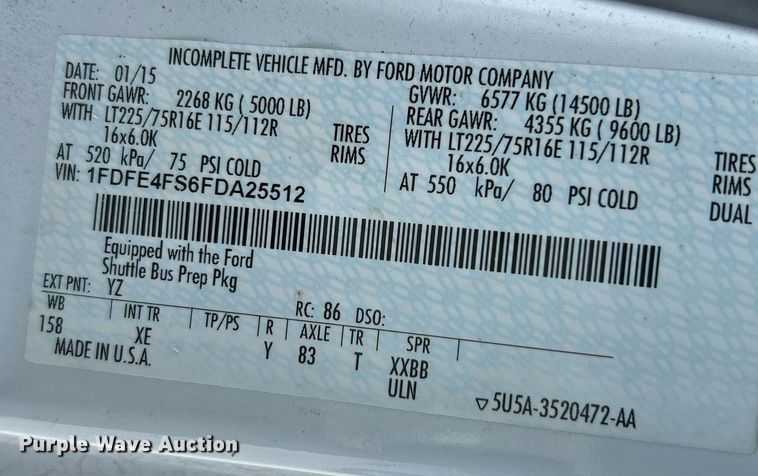 INCOMPLETE VEHICLE MFD. BY FORD MOTOR COMPANY
DATE: 01/15 GVWR: 6577 KG (14500 LB)
FRONT GAWR: 2268 KG ( 5000 LB) REAR GAWR: 4355 KG ( 9600 LB)
WITH LT225/75R16E 115/112R TIRES WITH LT225/75R16E 115/112R TIRES
16x6.0K RIMS 16x6.0K RIMS
AT 520 kPa/ 75 PSI COLD AT 550 kPa/ 80 PSI COLD DUAL
VIN: 1FDFE4FS6FDA25512
Equipped with the Ford
Shuttle Bus Prep Pkg
EXT PNT: YZ RC: 86 DSO:
WB INT TR TP/PS R AXLE TR SPR
158 XE Y 83 T XXBB
MADE IN U.S.A. ULN
▽5U5A-3520472-AA
Purple Wave Auction